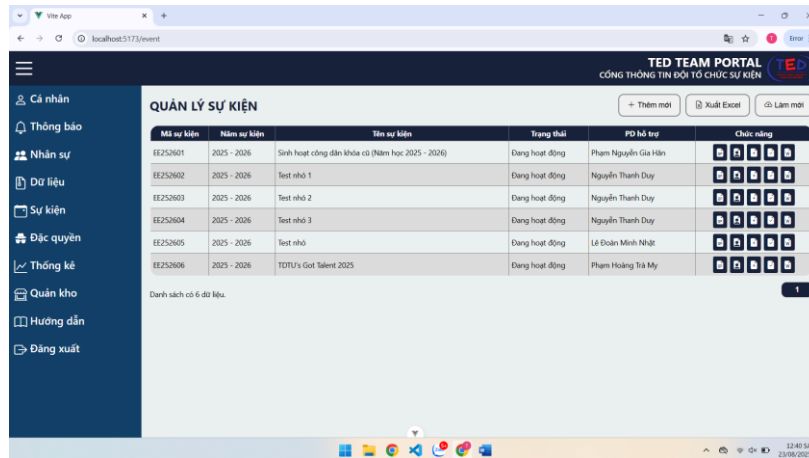 Vite App
localhost:5173/event
Error
TED TEAM PORTAL
CỔNG THÔNG TIN ĐỘI TỔ CHỨC SỰ KIỆN
TED
Cá nhân
Thông báo
Nhân sự
Dữ liệu
Sự kiện
Đặc quyền
Thống kê
Quản kho
Hướng dẫn
Đăng xuất
QUẢN LÝ SỰ KIỆN
Thêm mới
Xuất Excel
Làm mới
Mã sự kiện Năm sự kiện Tên sự kiện Trạng thái PD hỗ trợ Chức năng
EE252601 2025 - 2026 Sinh hoạt công dân khóa cũ (Năm học 2025 - 2026) Đang hoạt động Phạm Nguyễn Gia Hân
EE252602 2025 - 2026 Test nhỏ 1 Đang hoạt động Nguyễn Thanh Duy
EE252603 2025 - 2026 Test nhỏ 2 Đang hoạt động Nguyễn Thanh Duy
EE252604 2025 - 2026 Test nhỏ 3 Đang hoạt động Nguyễn Thanh Duy
EE252605 2025 - 2026 Test nhỏ Đang hoạt động Lê Đoàn Minh Nhật
EE252606 2025 - 2026 TDTU's Got Talent 2025 Đang hoạt động Phạm Hoàng Trà My
Danh sách có 6 dữ liệu.
1
12:40